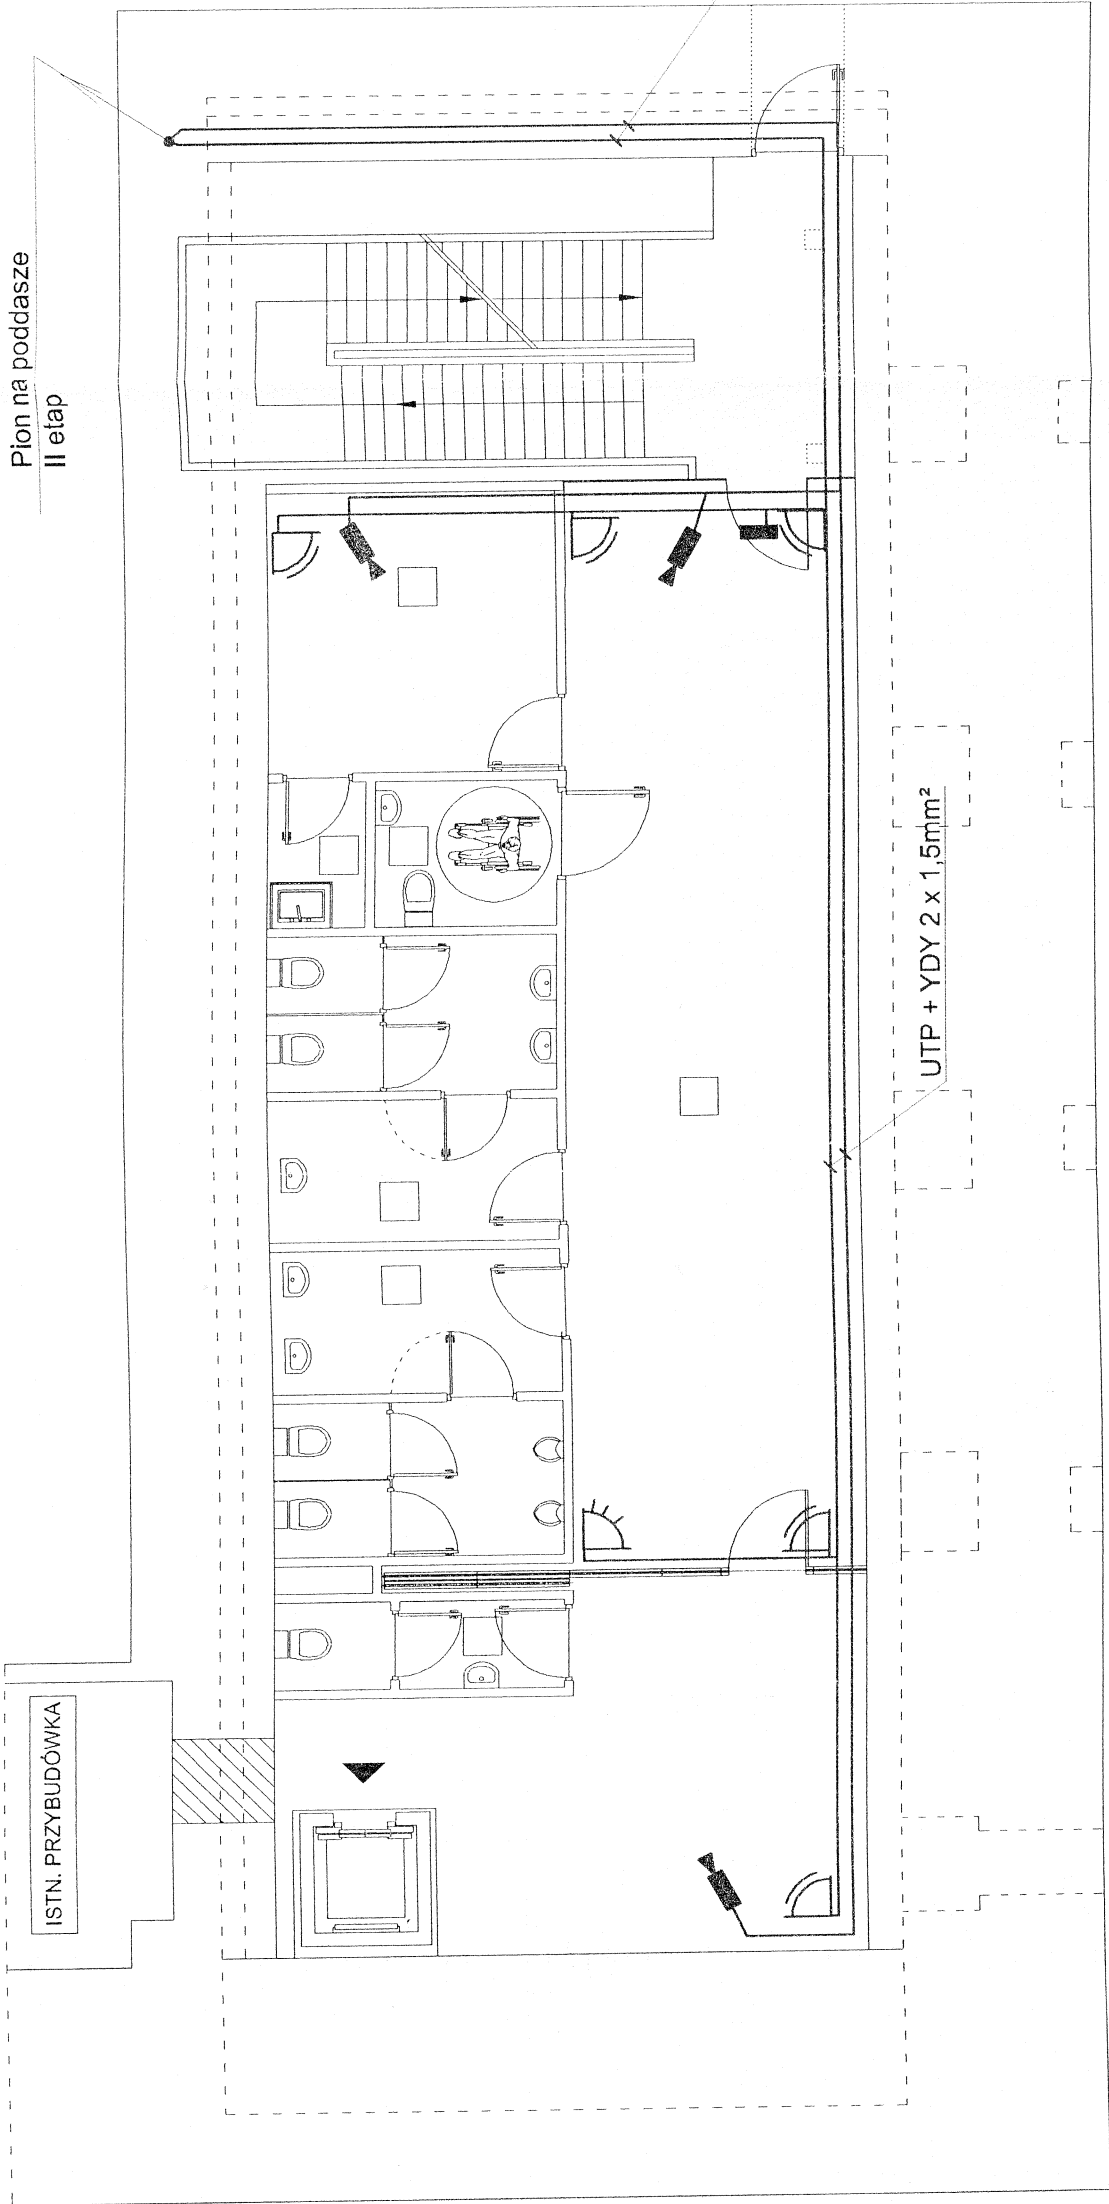 Pion na poddasze
II etap
UTP + YDY 2 x 1,5mm²
ISTN. PRZYBUDÓWKA